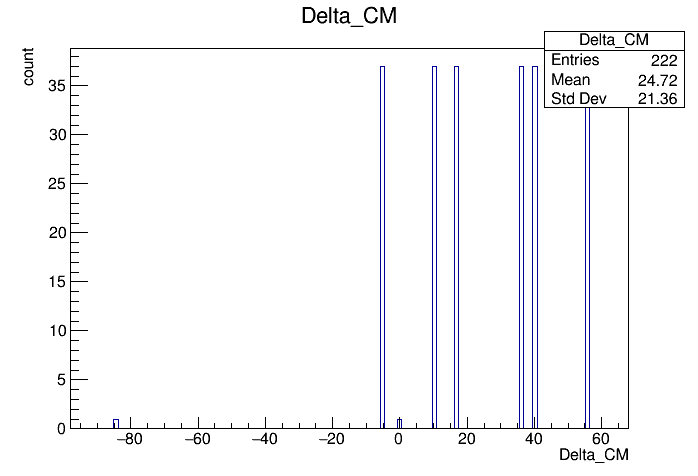 Delta_CM
count
Delta_CM
Entries 222
Mean 24.72
Std Dev 21.36
35
30
25
20
15
10
5
0
−80 −60 −40 −20 0 20 40 60
Delta_CM